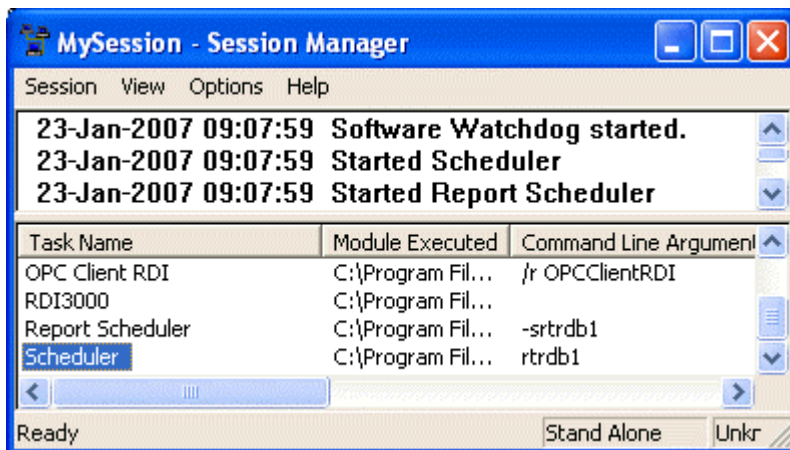 MySession - Session Manager
Session View Options Help
23-Jan-2007 09:07:59 Software Watchdog started.
23-Jan-2007 09:07:59 Started Scheduler
23-Jan-2007 09:07:59 Started Report Scheduler
Task Name Module Executed Command Line Argument
OPC Client RDI C:\Program Fil... /r OPCClientRDI
RDI3000 C:\Program Fil...
Report Scheduler C:\Program Fil... -srtrdb1
Scheduler C:\Program Fil... rtrdb1
Ready Stand Alone Unkr